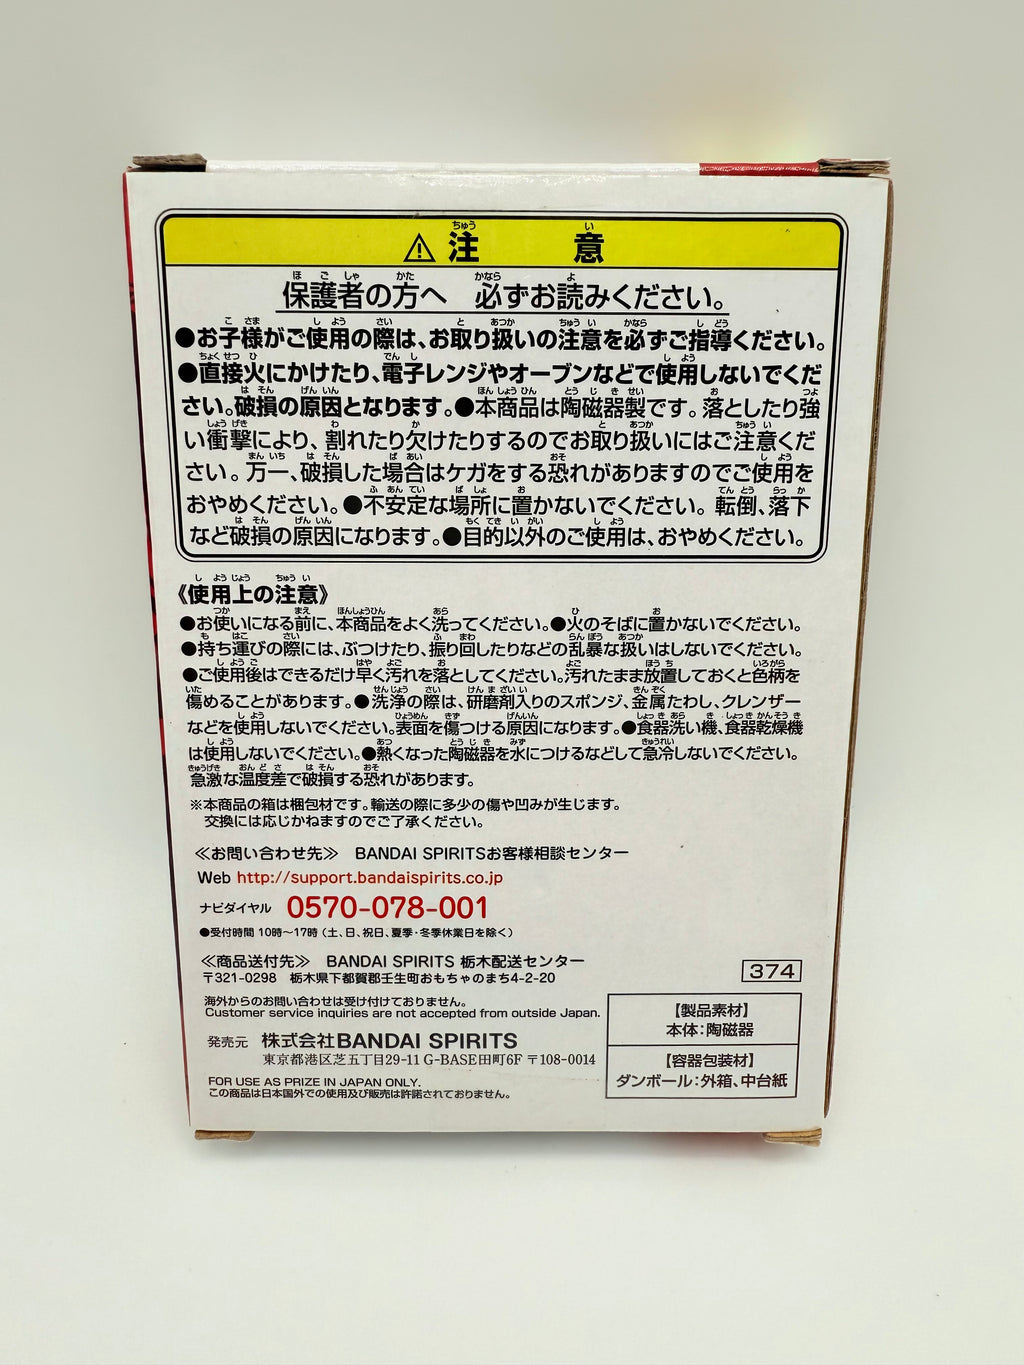 ⚠注意
保護者の方へ 必ずお読みください。
●お子様がご使用の際は、お取り扱いの注意を必ずご指導ください。
●直接火にかけたり、電子レンジやオーブンなどで使用しないでくだ
さい。破損の原因となります。●本商品は陶磁器製です。落としたり強
い衝撃により、割れたり欠けたりするのでお取り扱いにはご注意くだ
さい。万一、破損した場合はケガをする恐れがありますのでご使用を
おやめください。●不安定な場所に置かないでください。転倒、落下
など破損の原因になります。●目的以外のご使用は、おやめください。
《使用上の注意》
●お使いになる前に、本商品をよく洗ってください。●火のそばに置かないでください。
●持ち運びの際には、ぶつけたり、振り回したりなどの乱暴な扱いはしないでください。
●ご使用後はできるだけ早く汚れを落としてください。汚れたまま放置しておくと色柄を
傷めることがあります。●洗浄の際は、研磨剤入りのスポンジ、金属たわし、クレンザー
などを使用しないでください。表面を傷つける原因になります。●食器洗い機、食器乾燥機
は使用しないでください。●熱くなった陶磁器を水につけるなどして急冷しないでください。
急激な温度差で破損する恐れがあります。
※本商品の箱は梱包材です。輸送の際に多少の傷や凹みが生じます。
交換には応じかねますのでご了承ください。
≪お問い合わせ先≫ BANDAI SPIRITSお客様相談センター
Web http://support.bandaispirits.co.jp
ナビダイヤル 0570-078-001
●受付時間 10時〜17時（土、日、祝日、夏季・冬季休業日を除く）
≪商品送付先≫ BANDAI SPIRITS 栃木配送センター
〒321-0298 栃木県下都賀郡壬生町おもちゃのまち4-2-20
374
海外からのお問い合わせは受け付けておりません。
Customer service inquiries are not accepted from outside Japan.
発売元 株式会社BANDAI SPIRITS
東京都港区芝五丁目29-11 G-BASE田町6F 〒108-0014
FOR USE AS PRIZE IN JAPAN ONLY.
この商品は日本国外での使用及び販売は許諾されておりません。
【製品素材】
本体：陶磁器
【容器包装材】
ダンボール：外箱、中台紙